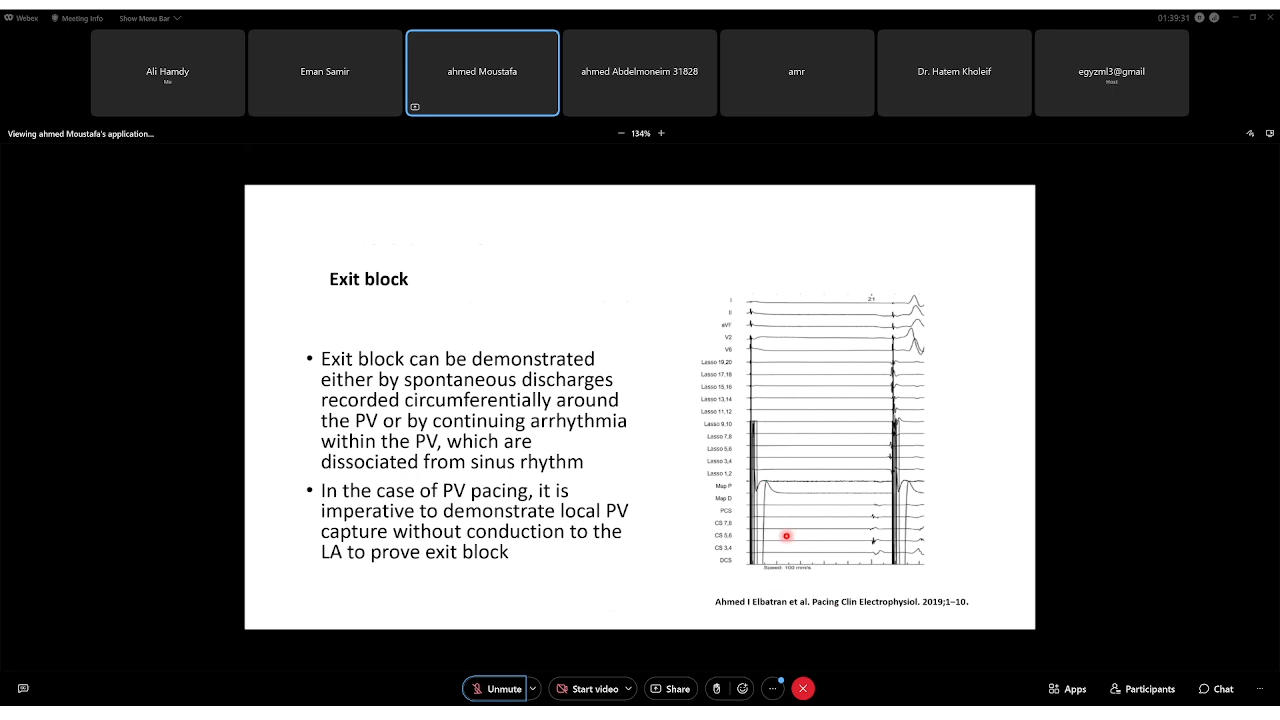 Webex Meeting Info Show Menu Bar 01:39:31
Ali Hamdy
Me
Eman Samir
ahmed Moustafa
ahmed Abdelmoneim 31828
amr
Dr. Hatem Kholeif
egyzml3@gmail
Host
Viewing ahmed Moustafa's application...
134%
Exit block
• Exit block can be demonstrated
either by spontaneous discharges
recorded circumferentially around
the PV or by continuing arrhythmia
within the PV, which are
dissociated from sinus rhythm
• In the case of PV pacing, it is
imperative to demonstrate local PV
capture without conduction to the
LA to prove exit block
I
II
aVF
V2
V6
Lasso 19,20
Lasso 17,18
Lasso 15,16
Lasso 13,14
Lasso 11,12
Lasso 9,10
Lasso 7,8
Lasso 5,6
Lasso 3,4
Lasso 1,2
Map P
Map D
PCS
CS 7,8
CS 5,6
CS 3,4
DCS
Speed: 100 mm/s
Ahmed I Elbatran et al. Pacing Clin Electrophysiol. 2019;1–10.
Unmute Start video Share Apps Participants Chat